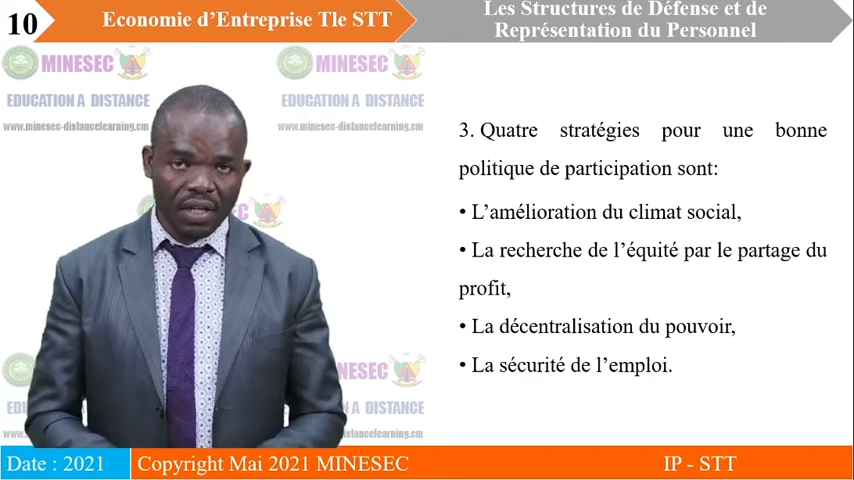 10
Economie d’Entreprise Tle STT
Les Structures de Défense et de
Représentation du Personnel
MINESEC
MINESEC
EDUCATION A DISTANCE
EDUCATION A DISTANCE
www.minesec-distancelearning.cm
www.minesec-distancelearning.cm
3. Quatre stratégies pour une bonne
politique de participation sont:
• L’amélioration du climat social,
• La recherche de l’équité par le partage du
profit,
• La décentralisation du pouvoir,
• La sécurité de l’emploi.
Date : 2021
Copyright Mai 2021 MINESEC
IP - STT